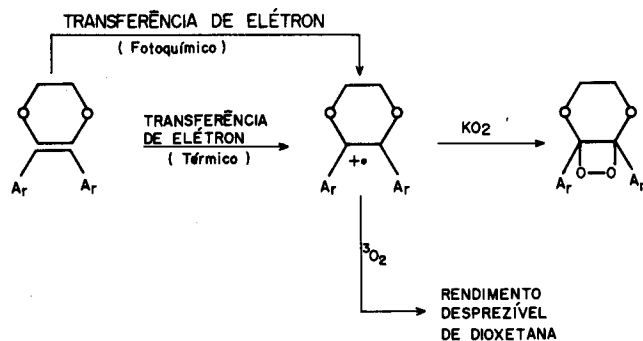 TRANSFERÊNCIA DE ELÉTRON
( Fotoquímico )
TRANSFERÊNCIA
DE ELÉTRON
( Térmico )
O O
Ar Ar
O O
+•
Ar Ar
KO2
O O
Ar O—O Ar
³O2
RENDIMENTO
DESPREZÍVEL
DE DIOXETANA